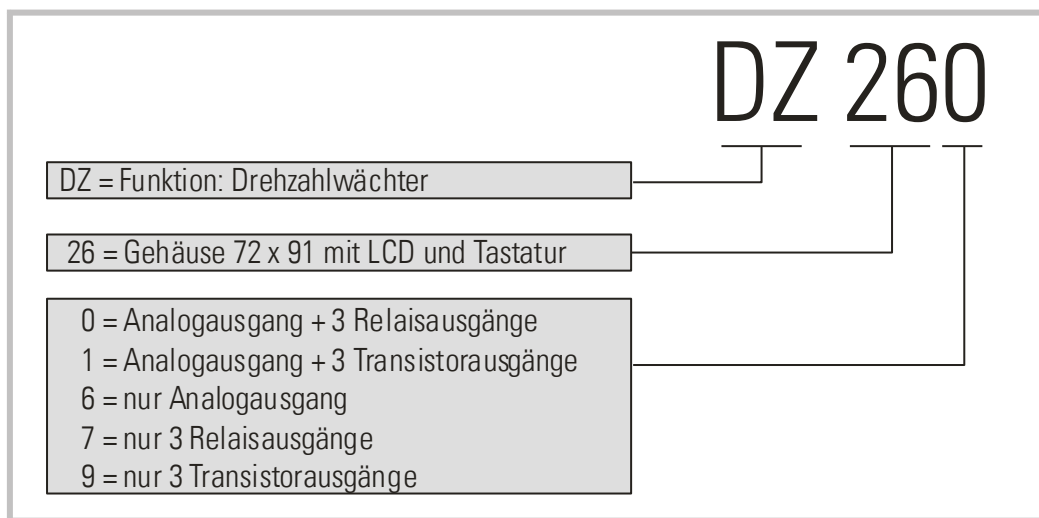 DZ 260
DZ = Funktion: Drehzahlwächter
26 = Gehäuse 72 x 91 mit LCD und Tastatur
0 = Analogausgang + 3 Relaisausgänge
1 = Analogausgang + 3 Transistorausgänge
6 = nur Analogausgang
7 = nur 3 Relaisausgänge
9 = nur 3 Transistorausgänge